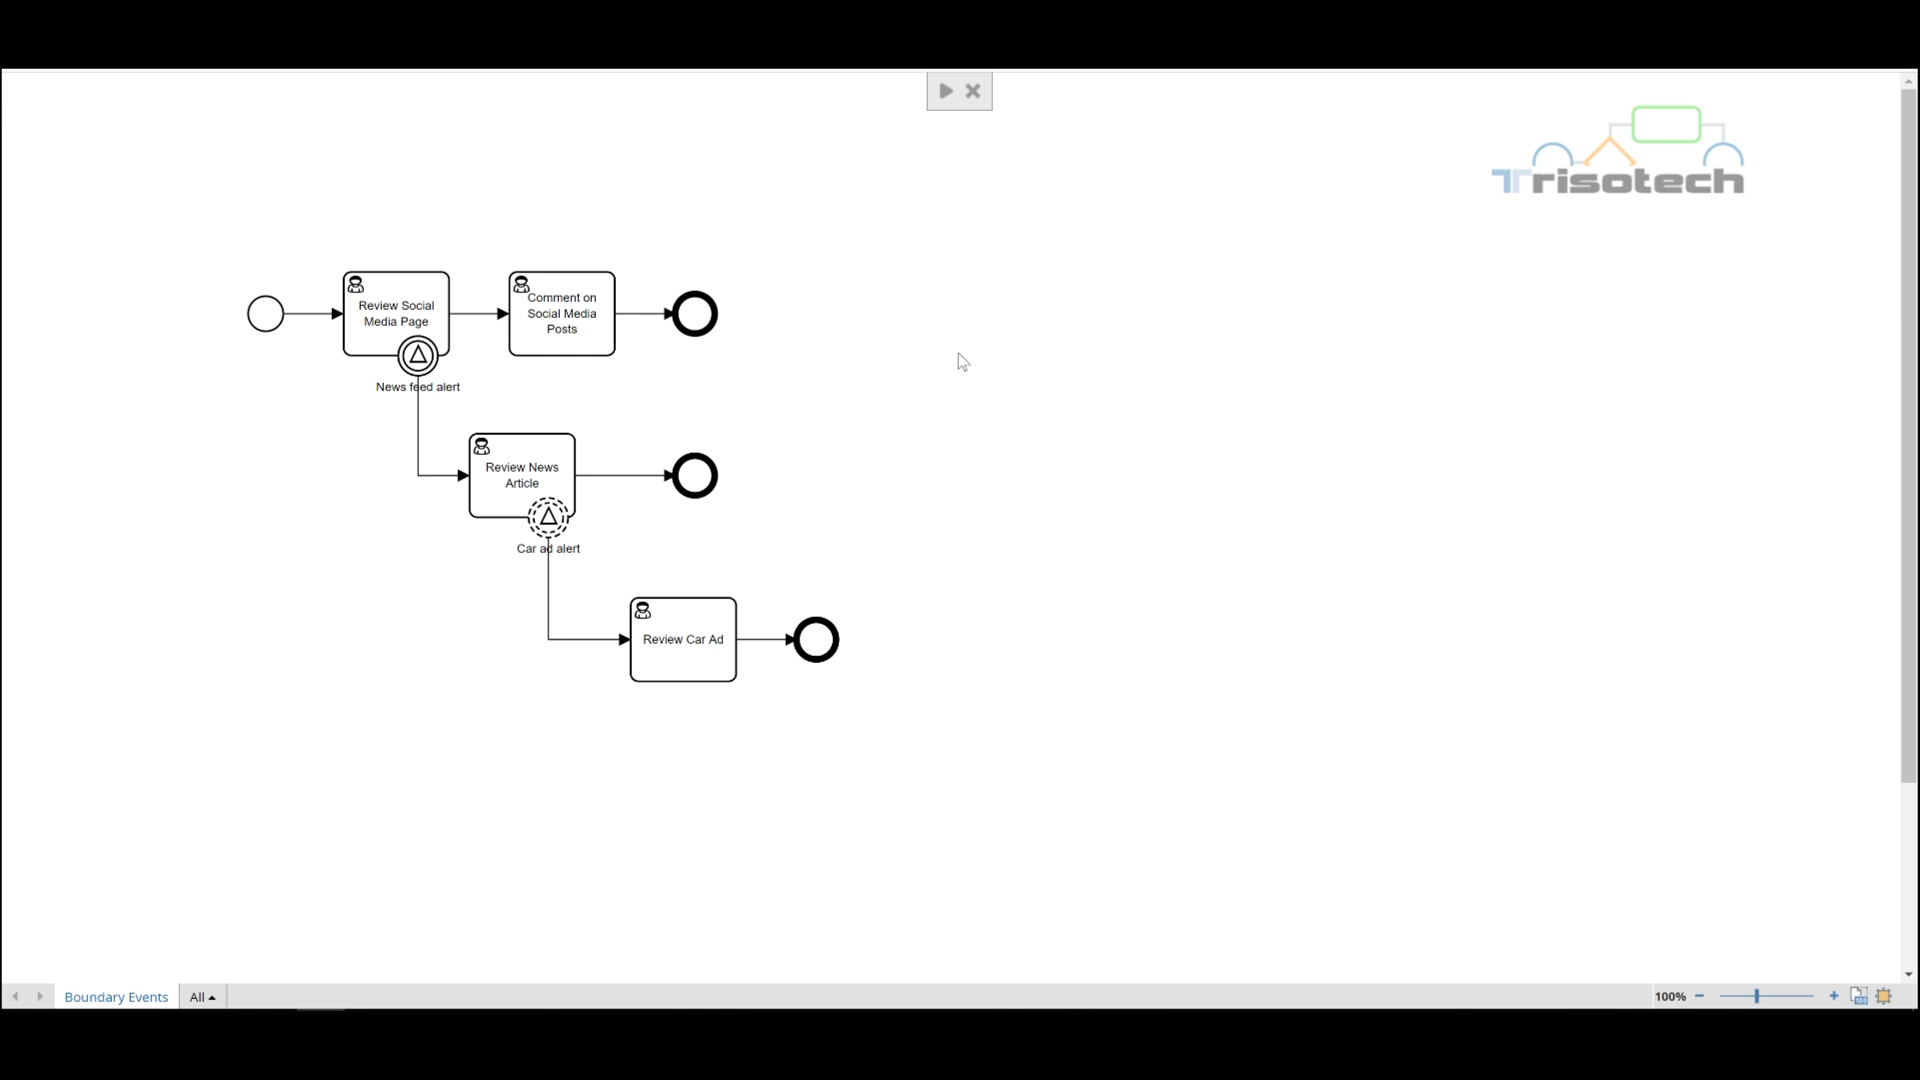 Trisotech
Review Social
Media Page
Comment on
Social Media
Posts
News feed alert
Review News
Article
Car ad alert
Review Car Ad
Boundary Events
All
100%